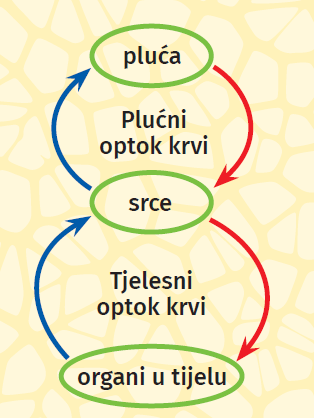 pluća
Plućni
optok krvi
srce
Tjelesni
optok krvi
organi u tijelu